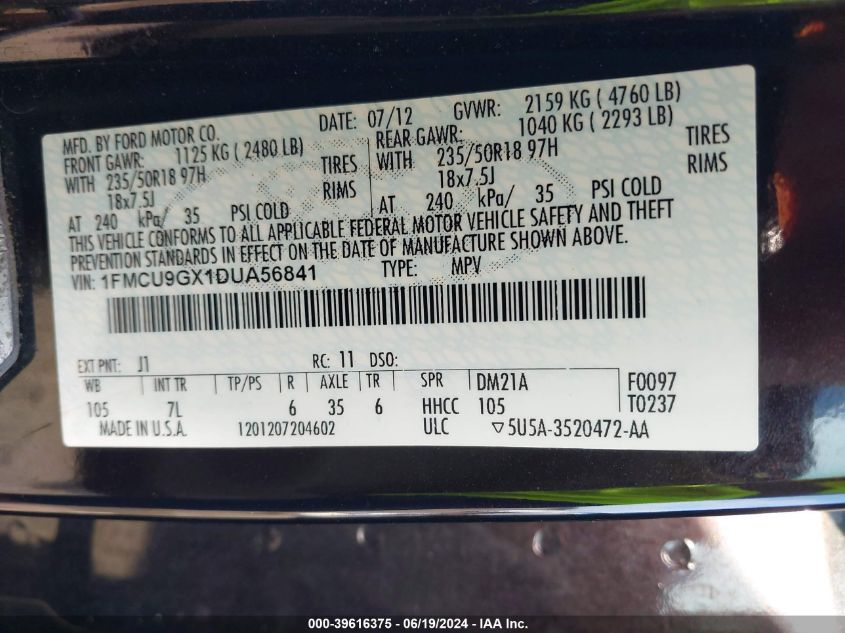 MFD. BY FORD MOTOR CO. DATE: 07/12 GVWR: 2159 KG ( 4760 LB)
FRONT GAWR: 1125 KG ( 2480 LB) REAR GAWR: 1040 KG ( 2293 LB)
WITH 235/50R18 97H TIRES WITH 235/50R18 97H TIRES
18x7.5J RIMS 18x7.5J RIMS
AT 240 kPa/ 35 PSI COLD AT 240 kPa/ 35 PSI COLD
THIS VEHICLE CONFORMS TO ALL APPLICABLE FEDERAL MOTOR VEHICLE SAFETY AND THEFT
PREVENTION STANDARDS IN EFFECT ON THE DATE OF MANUFACTURE SHOWN ABOVE.
VIN: 1FMCU9GX1DUA56841 TYPE: MPV
EXT PNT: J1 RC: 11 DSO:
WB INT TR TP/PS R AXLE TR SPR DM21A F0097
105 7L 6 35 6 HHCC 105 T0237
MADE IN U.S.A. 1201207204602 ULC ▽5U5A-3520472-AA
000-39616375 - 06/19/2024 - IAA Inc.